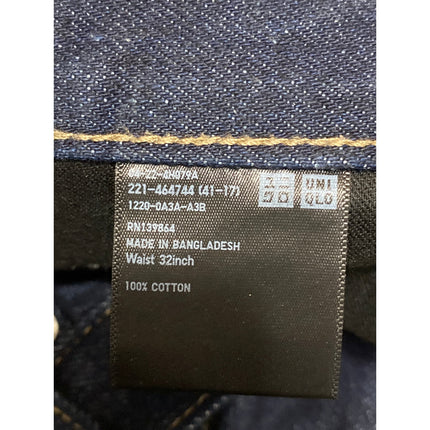 221-464744 (41-17)
1220-0A3A-A3B
ユニ
クロ
UNI
QLO
RN139864
MADE IN BANGLADESH
Waist 32inch
100% COTTON